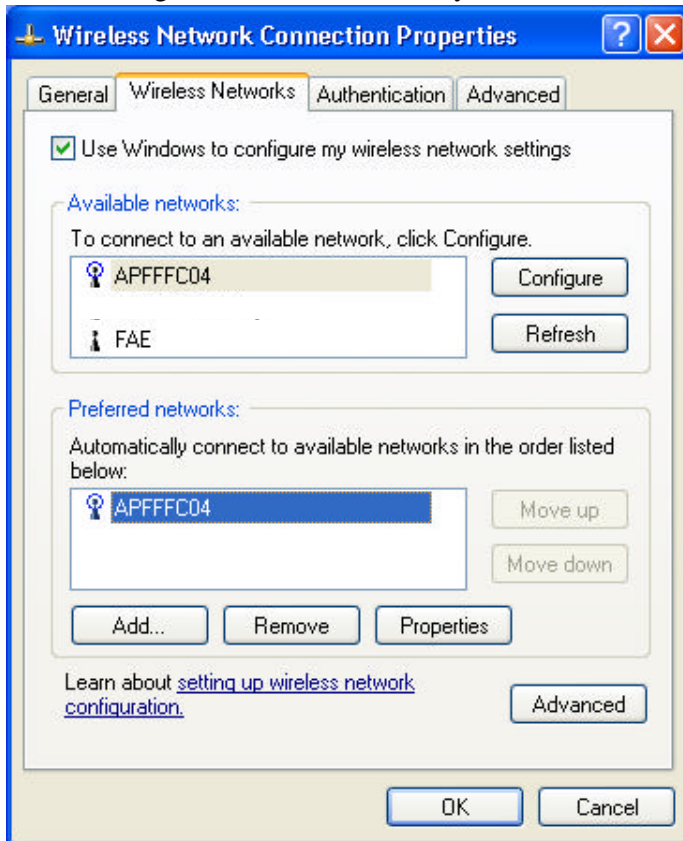 Wireless Network Connection Properties
General Wireless Networks Authentication Advanced
Use Windows to configure my wireless network settings
Available networks:
To connect to an available network, click Configure.
APFFFC04
Configure
FAE
Refresh
Preferred networks:
Automatically connect to available networks in the order listed
below:
APFFFC04
Move up
Move down
Add... Remove Properties
Learn about setting up wireless network
configuration.
Advanced
OK Cancel